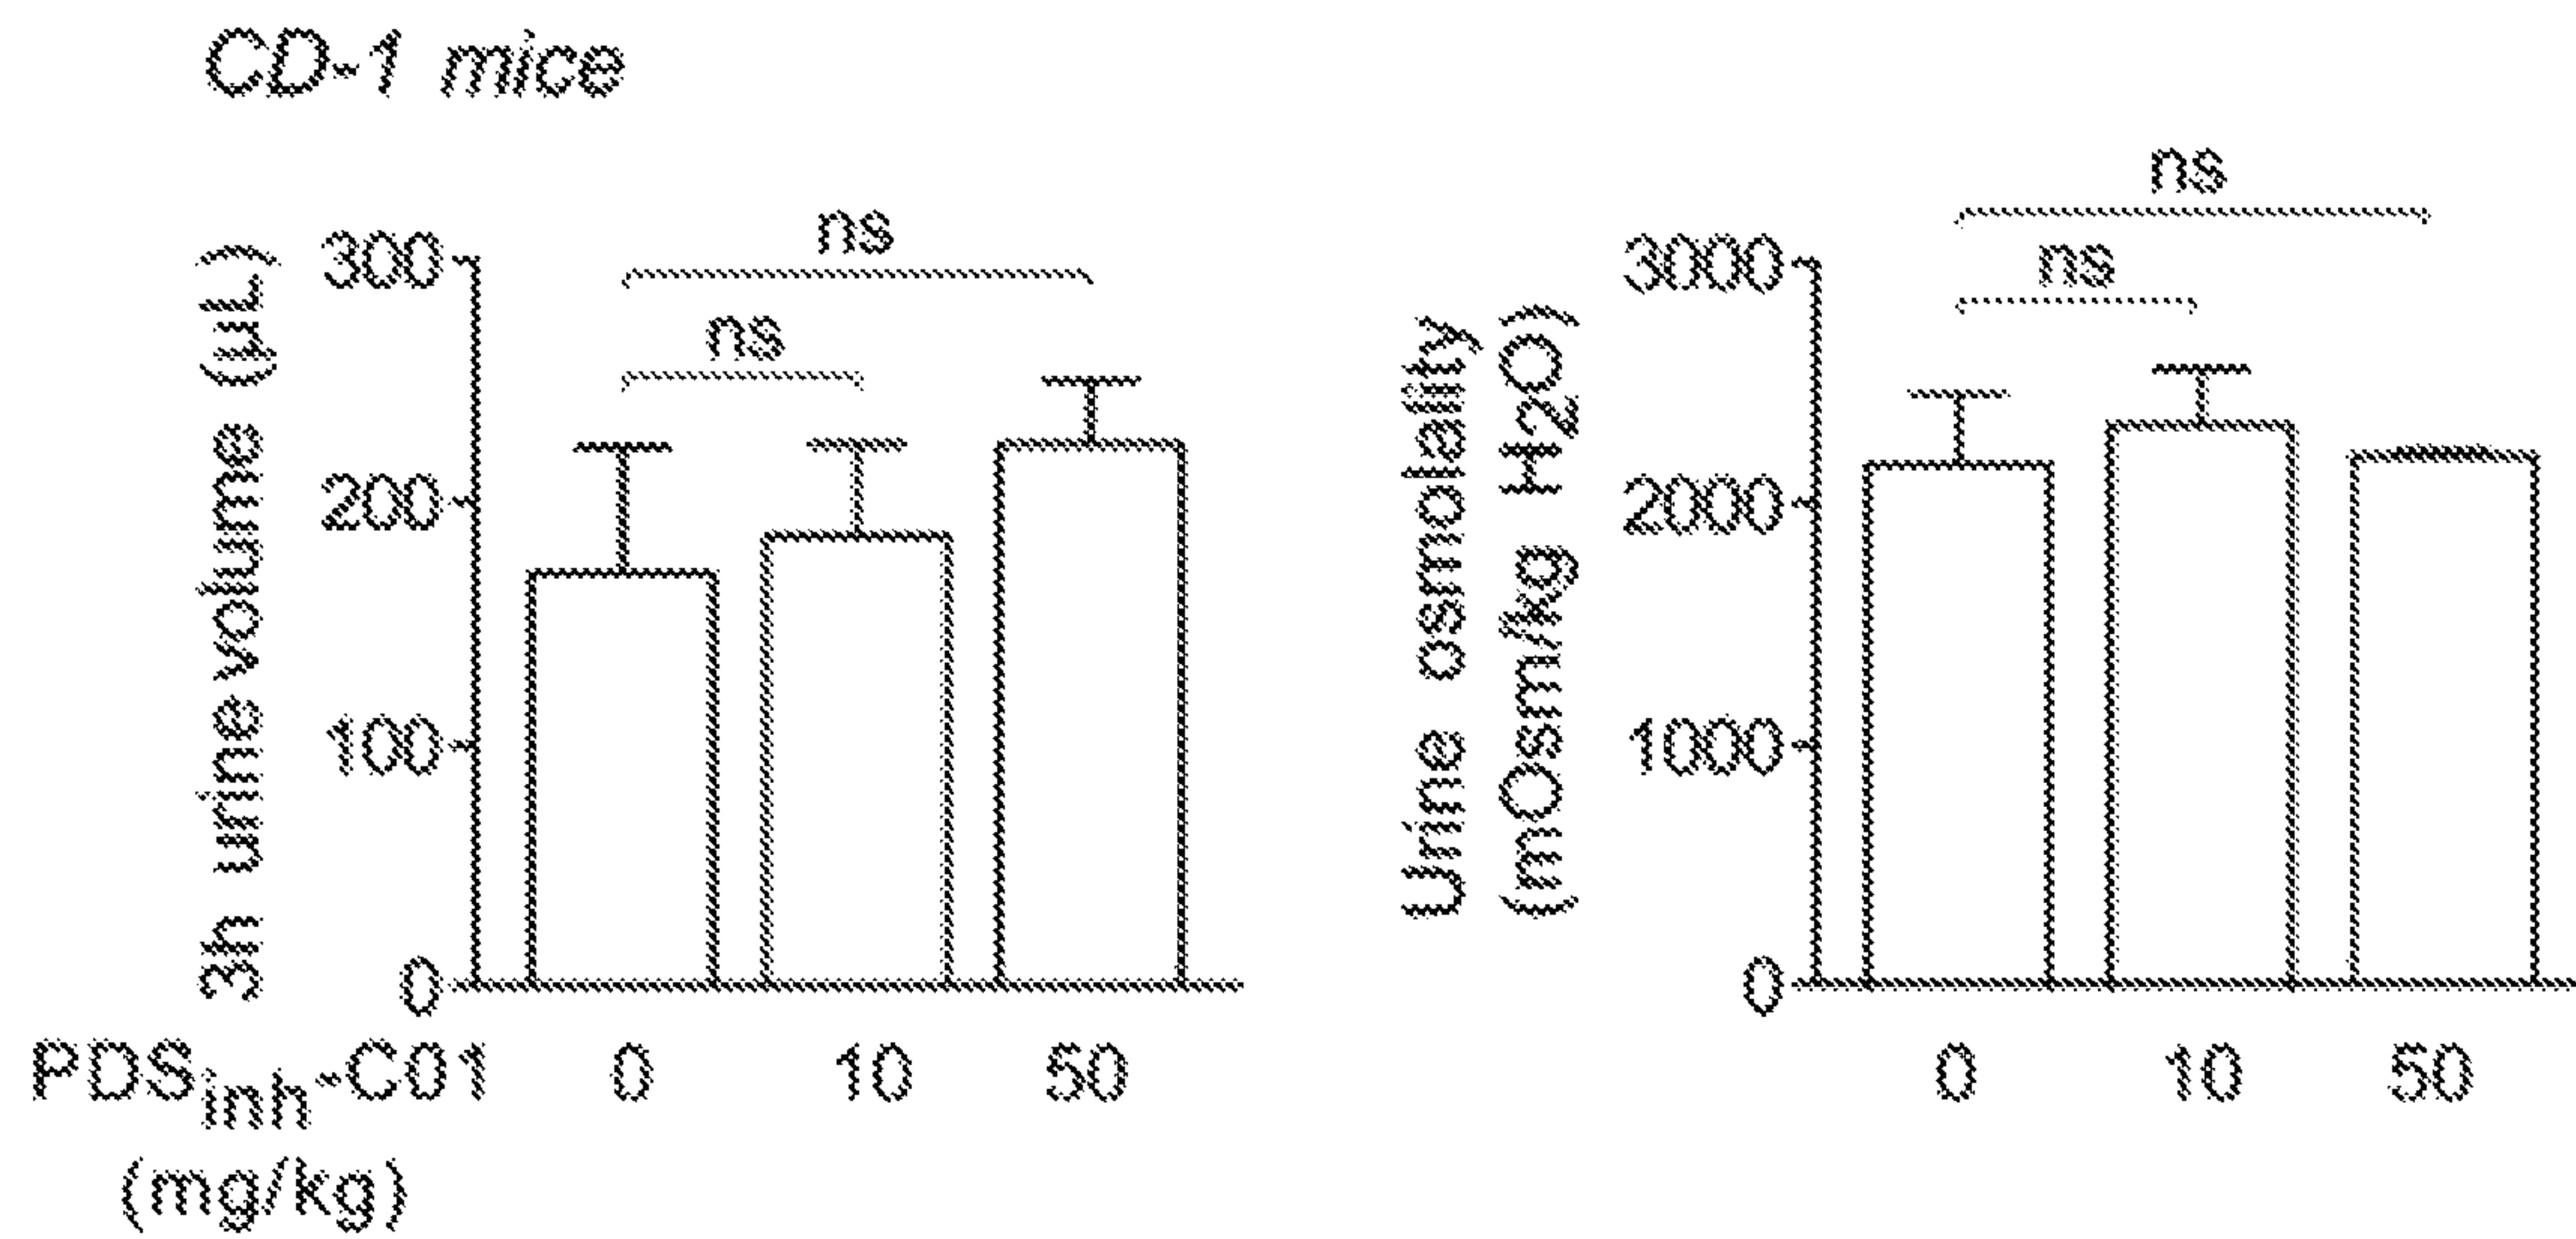 CD-1 mice
3h urine volume (µL)
300
200
100
0
ns
ns
PDSinh-C01
(mg/kg)
0 10 50
Urine osmolality
(mOsm/kg H2O)
3000
2000
1000
0
ns
ns
0 10 50